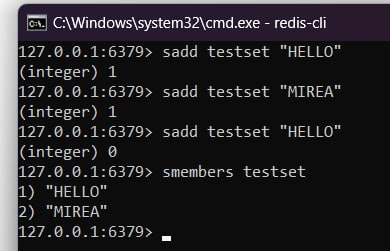 C:\Windows\system32\cmd.exe - redis-cli
127.0.0.1:6379> sadd testset "HELLO"
(integer) 1
127.0.0.1:6379> sadd testset "MIREA"
(integer) 1
127.0.0.1:6379> sadd testset "HELLO"
(integer) 0
127.0.0.1:6379> smembers testset
1) "HELLO"
2) "MIREA"
127.0.0.1:6379>